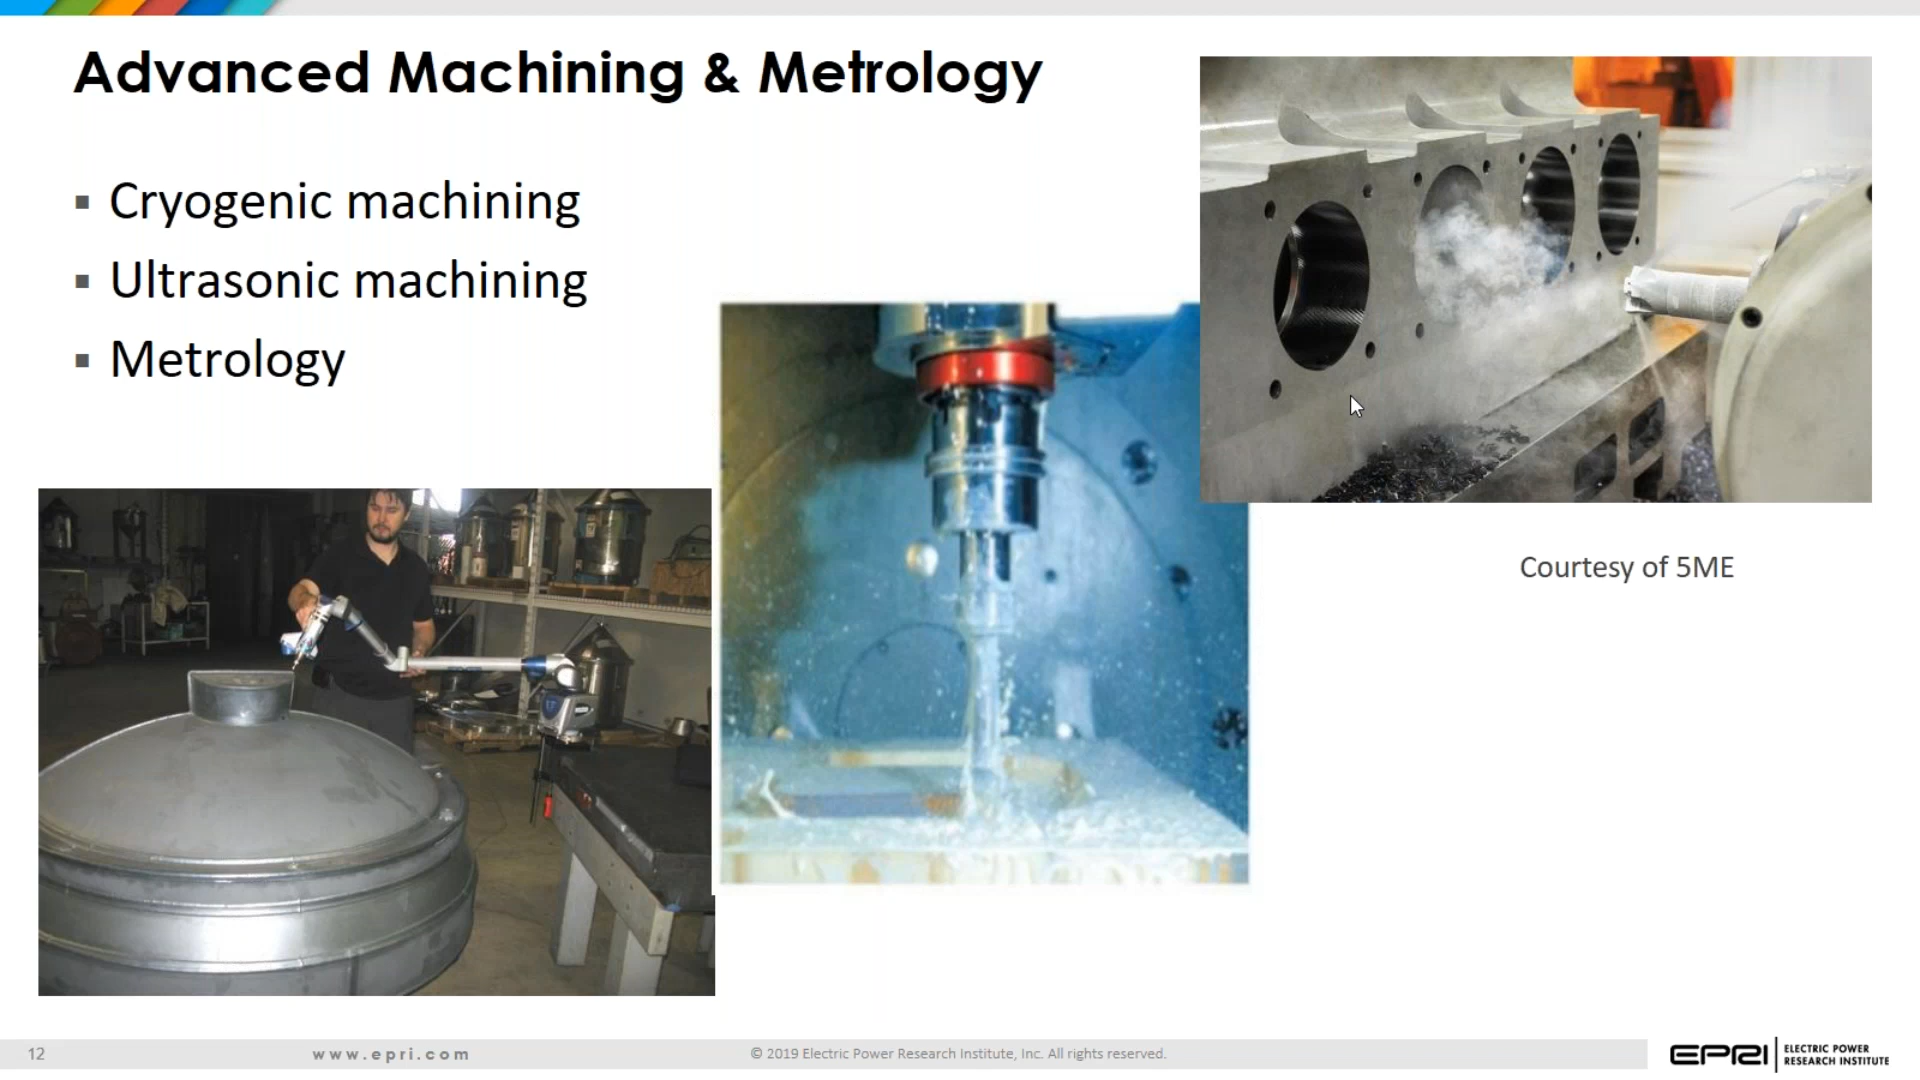 Advanced Machining & Metrology
Cryogenic machining
Ultrasonic machining
Metrology
Courtesy of 5ME
12
www.epri.com
© 2019 Electric Power Research Institute, Inc. All rights reserved.
EPRI
ELECTRIC POWER
RESEARCH INSTITUTE